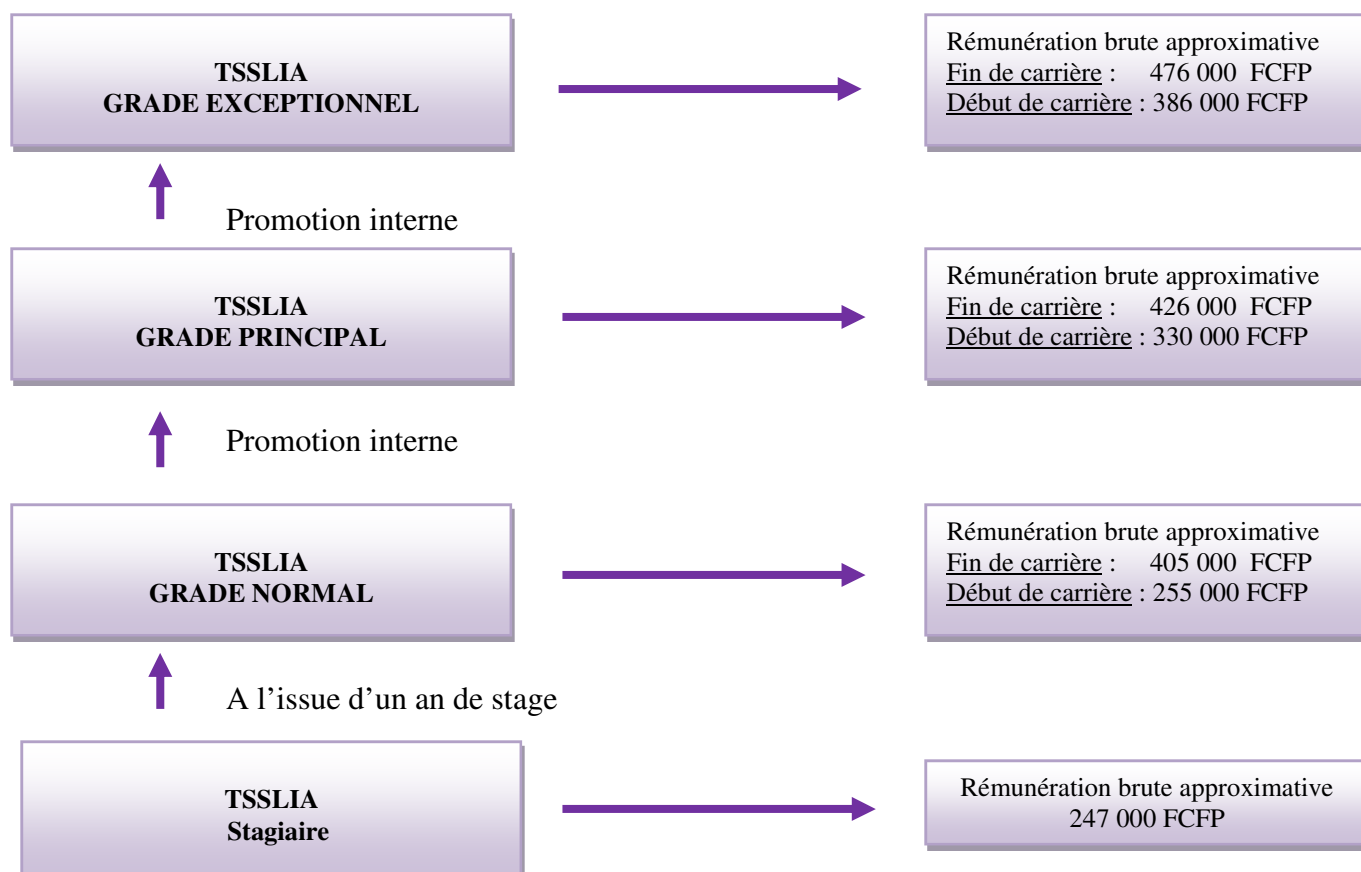 TSSLIA
GRADE EXCEPTIONNEL
Rémunération brute approximative
Fin de carrière : 476 000 FCFP
Début de carrière : 386 000 FCFP
Promotion interne
TSSLIA
GRADE PRINCIPAL
Rémunération brute approximative
Fin de carrière : 426 000 FCFP
Début de carrière : 330 000 FCFP
Promotion interne
TSSLIA
GRADE NORMAL
Rémunération brute approximative
Fin de carrière : 405 000 FCFP
Début de carrière : 255 000 FCFP
A l’issue d’un an de stage
TSSLIA
Stagiaire
Rémunération brute approximative
247 000 FCFP